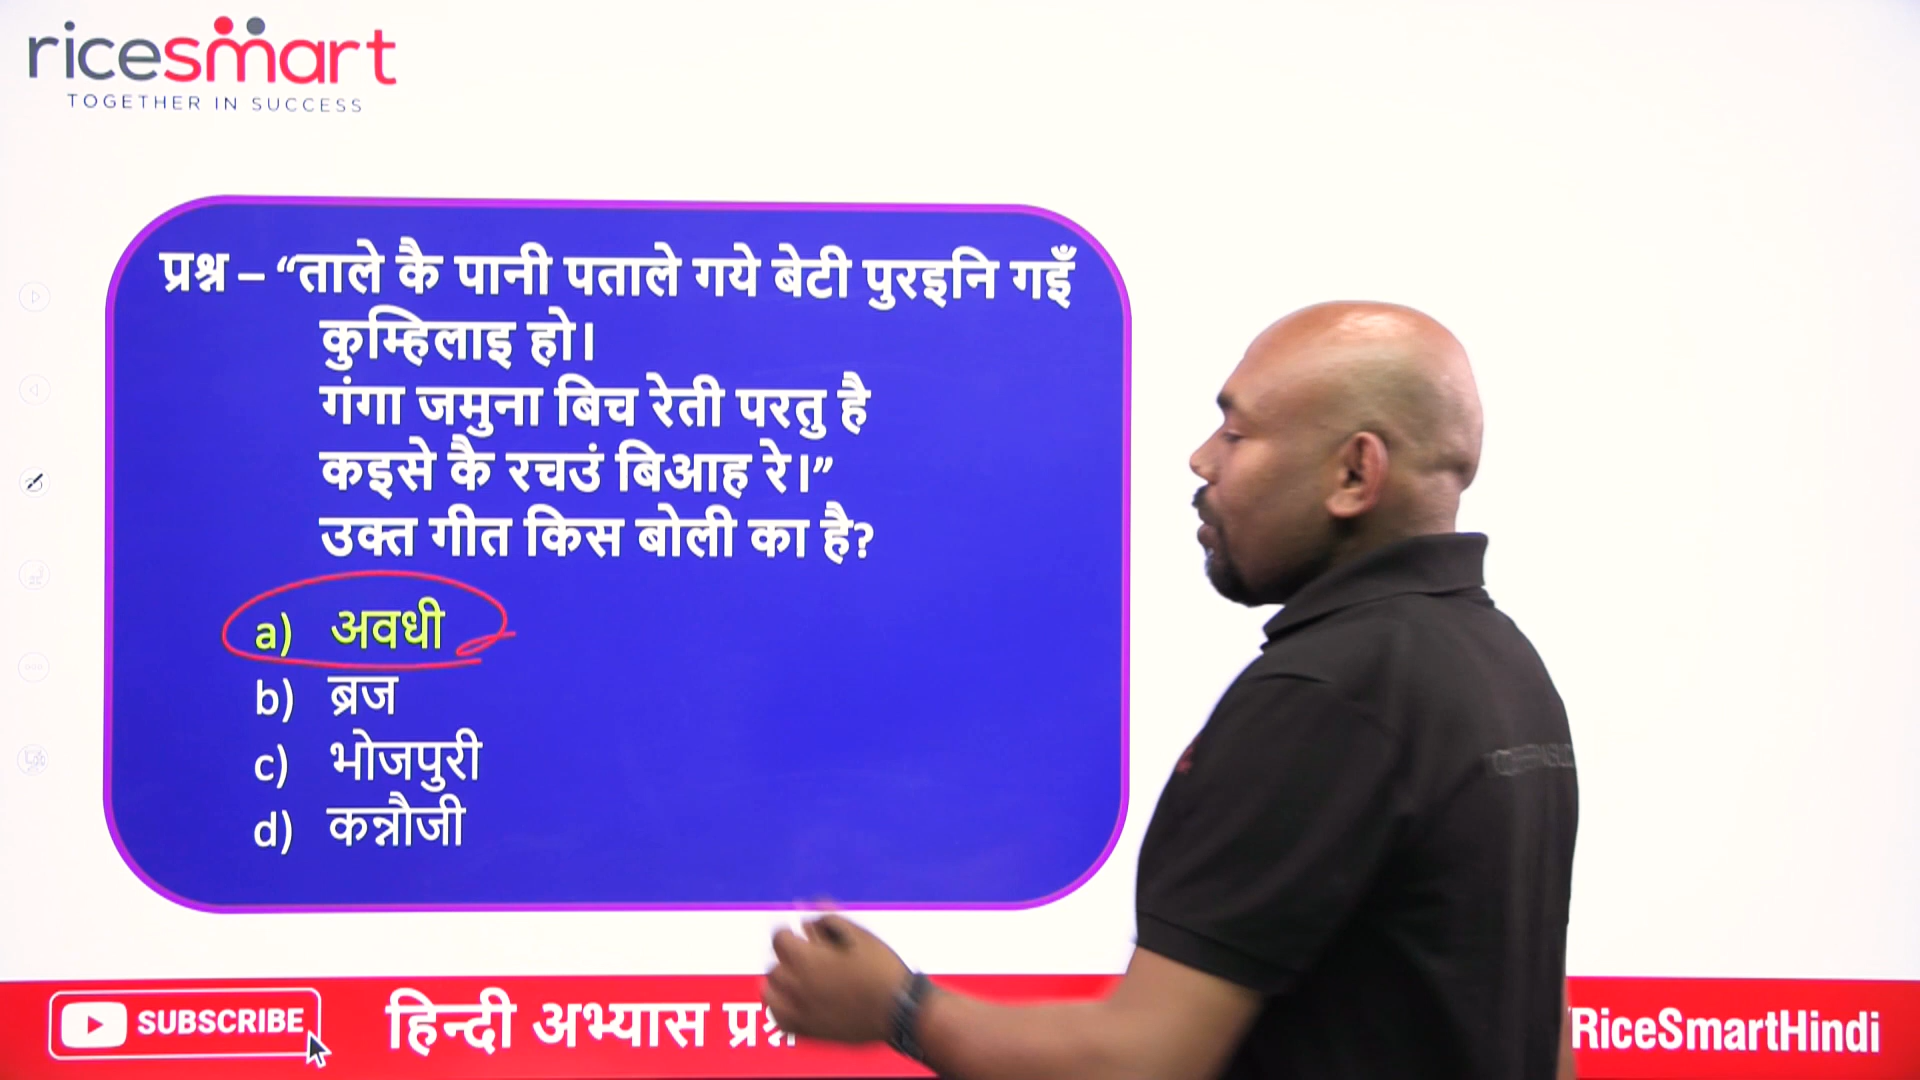 ricesmart
TOGETHER IN SUCCESS
प्रश्न – “ताले कै पानी पताले गये बेटी पुरइनि गइँ
कुम्हिलाइ हो।
गंगा जमुना बिच रेती परतु है
कइसे कै रचउं बिआह रे।”
उक्त गीत किस बोली का है?
a) अवधी
b) ब्रज
c) भोजपुरी
d) कन्नौजी
SUBSCRIBE
हिन्दी अभ्यास प्रश्न
/RiceSmartHindi